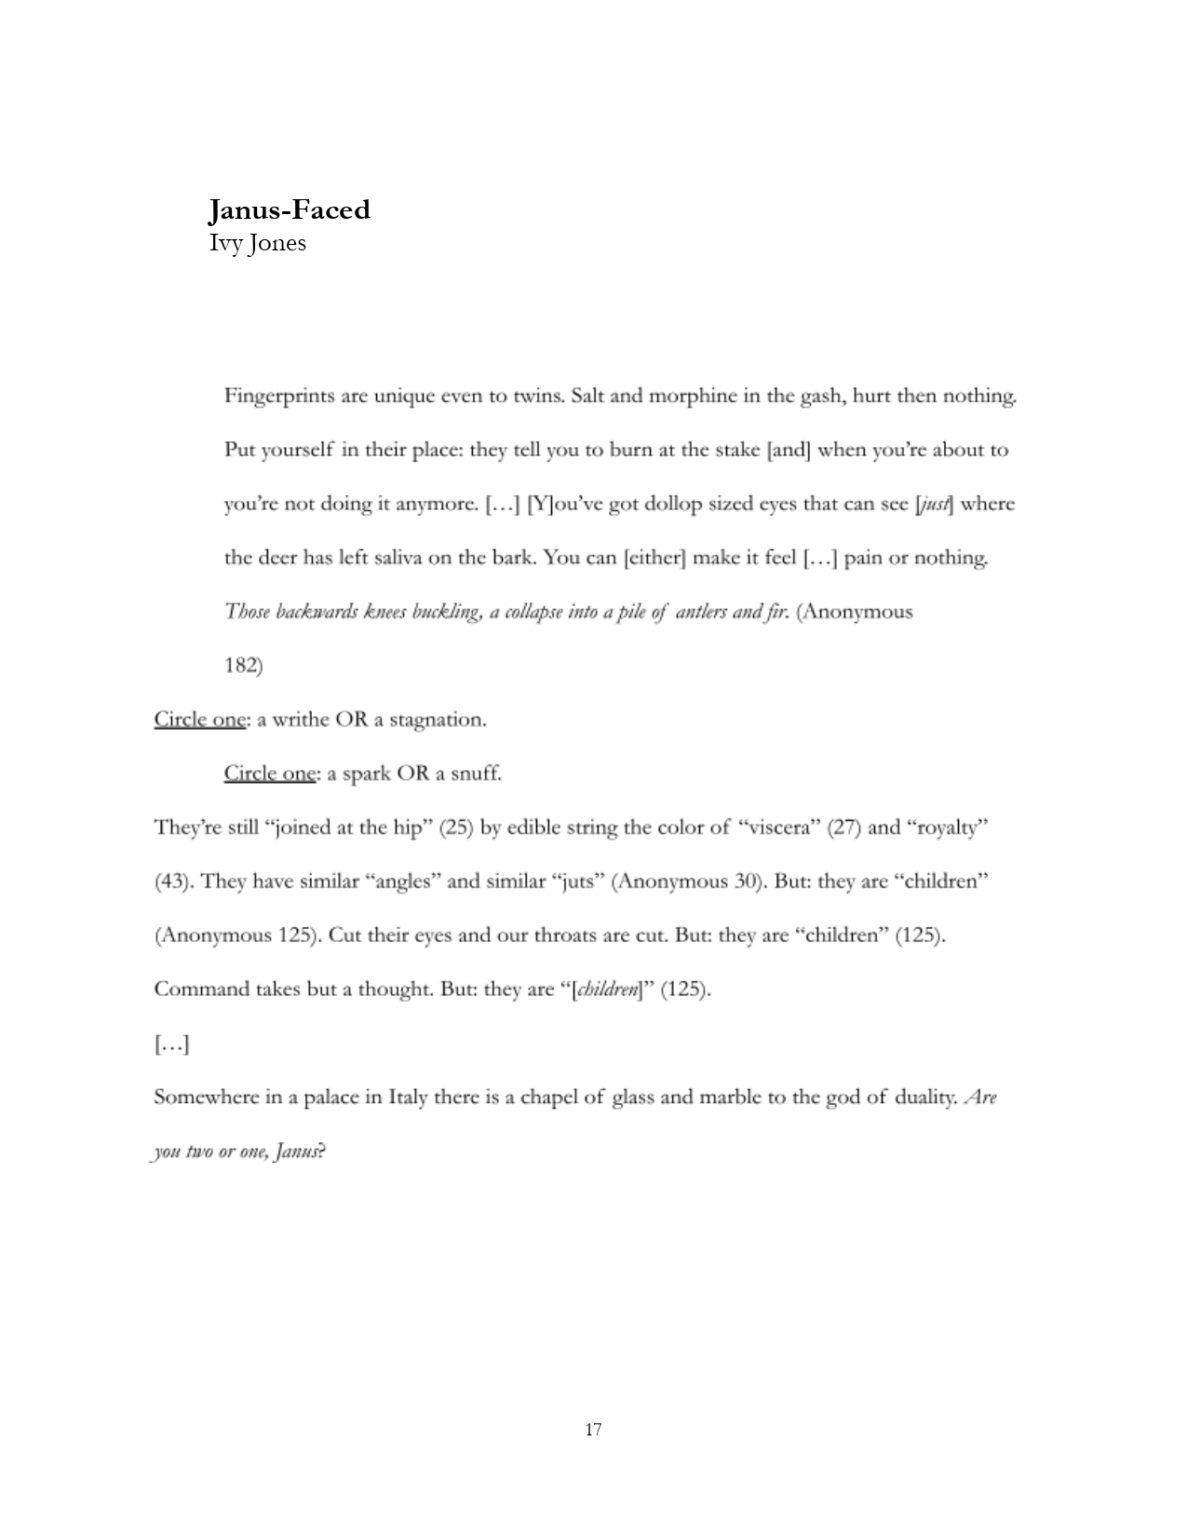 Janus-Faced
Ivy Jones
Fingerprints are unique even to twins. Salt and morphine in the gash, hurt then nothing.
Put yourself in their place: they tell you to burn at the stake [and] when you’re about to
you’re not doing it anymore. […] [Y]ou’ve got dollop sized eyes that can see [just] where
the deer has left saliva on the bark. You can [either] make it feel […] pain or nothing.
Those backwards knees buckling, a collapse into a pile of antlers and fir. (Anonymous
182)
Circle one: a writhe OR a stagnation.
Circle one: a spark OR a snuff.
They’re still “joined at the hip” (25) by edible string the color of “viscera” (27) and “royalty”
(43). They have similar “angles” and similar “juts” (Anonymous 30). But: they are “children”
(Anonymous 125). Cut their eyes and our throats are cut. But: they are “children” (125).
Command takes but a thought. But: they are “[children]” (125).
[…]
Somewhere in a palace in Italy there is a chapel of glass and marble to the god of duality. Are
you two or one, Janus?
17